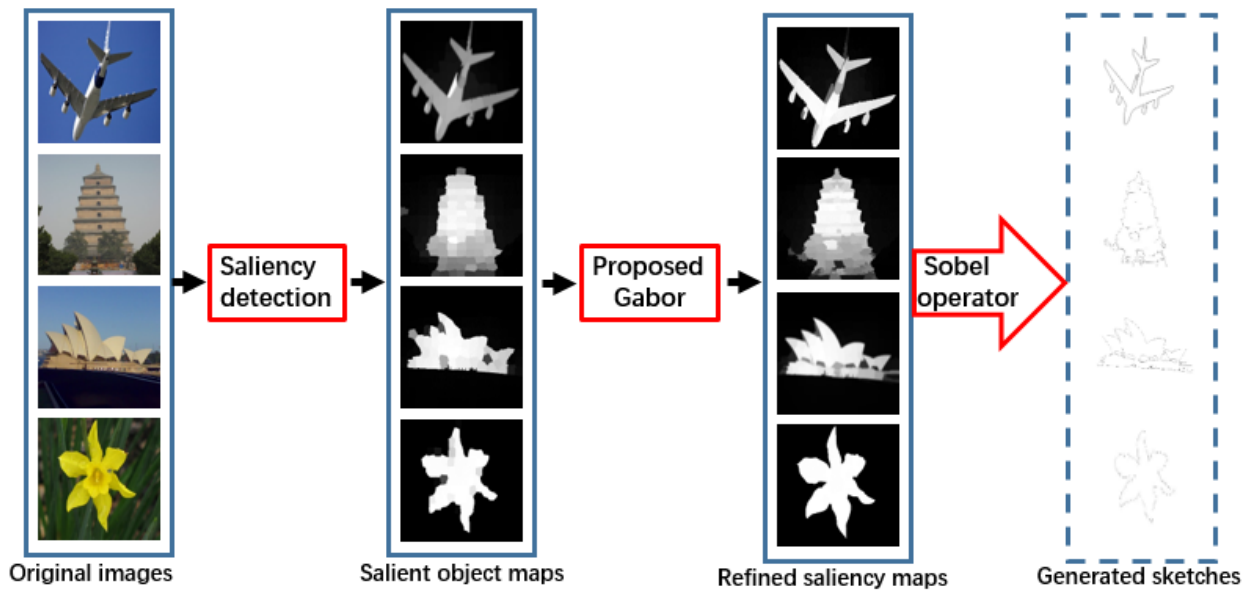 Saliency
detection
Proposed
Gabor
Sobel
operator
Original images
Salient object maps
Refined saliency maps
Generated sketches